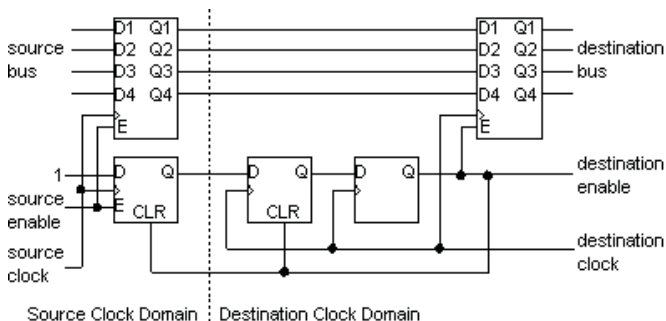 D1 Q1
D2 Q2
D3 Q3
D4 Q4
E
D1 Q1
D2 Q2
D3 Q3
D4 Q4
E
source
bus
destination
bus
1
D Q
E
CLR
D Q
CLR
D Q
source
enable
destination
enable
source
clock
destination
clock
Source Clock Domain
Destination Clock Domain